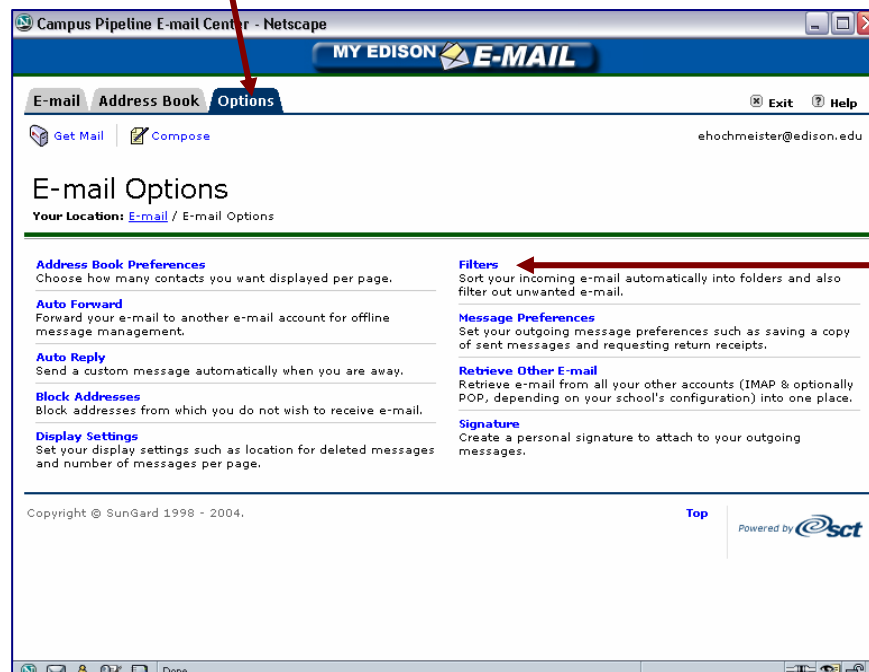 Campus Pipeline E-mail Center - Netscape
MY EDISON E-MAIL
E-mail Address Book Options
Exit Help
Get Mail Compose
ehochmeister@edison.edu
E-mail Options
Your Location: E-mail / E-mail Options
Address Book Preferences
Choose how many contacts you want displayed per page.
Auto Forward
Forward your e-mail to another e-mail account for offline
message management.
Auto Reply
Send a custom message automatically when you are away.
Block Addresses
Block addresses from which you do not wish to receive e-mail.
Display Settings
Set your display settings such as location for deleted messages
and number of messages per page.
Filters
Sort your incoming e-mail automatically into folders and also
filter out unwanted e-mail.
Message Preferences
Set your outgoing message preferences such as saving a copy
of sent messages and requesting return receipts.
Retrieve Other E-mail
Retrieve e-mail from all your other accounts (IMAP & optionally
POP, depending on your school's configuration) into one place.
Signature
Create a personal signature to attach to your outgoing
messages.
Copyright © SunGard 1998 - 2004.
Top
Powered by sct
Done